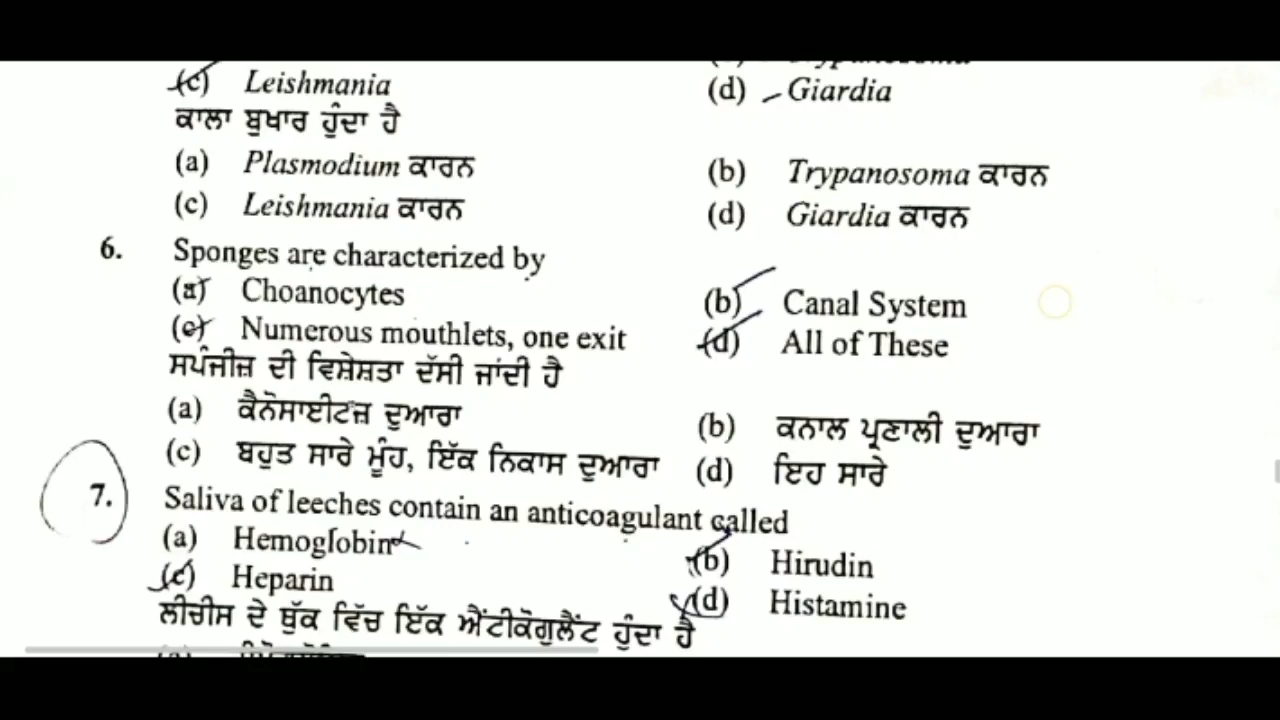 (c) Leishmania (d) Giardia
ਕਾਲਾ ਬੁਖਾਰ ਹੁੰਦਾ ਹੈ
(a) Plasmodium ਕਾਰਨ (b) Trypanosoma ਕਾਰਨ
(c) Leishmania ਕਾਰਨ (d) Giardia ਕਾਰਨ
6. Sponges are characterized by
(a) Choanocytes (b) Canal System
(c) Numerous mouthlets, one exit (d) All of These
ਸਪੰਜੀਜ਼ ਦੀ ਵਿਸ਼ੇਸ਼ਤਾ ਦੱਸੀ ਜਾਂਦੀ ਹੈ
(a) ਕੈਨੋਸਾਈਟਜ਼ ਦੁਆਰਾ (b) ਕਨਾਲ ਪ੍ਰਣਾਲੀ ਦੁਆਰਾ
(c) ਬਹੁਤ ਸਾਰੇ ਮੂੰਹ, ਇੱਕ ਨਿਕਾਸ ਦੁਆਰਾ (d) ਇਹ ਸਾਰੇ
7. Saliva of leeches contain an anticoagulant called
(a) Hemoglobin (b) Hirudin
(c) Heparin (d) Histamine
ਲੀਚੀਸ ਦੇ ਥੁੱਕ ਵਿੱਚ ਇੱਕ ਐਂਟੀਕੋਗੁਲੈਂਟ ਹੁੰਦਾ ਹੈ